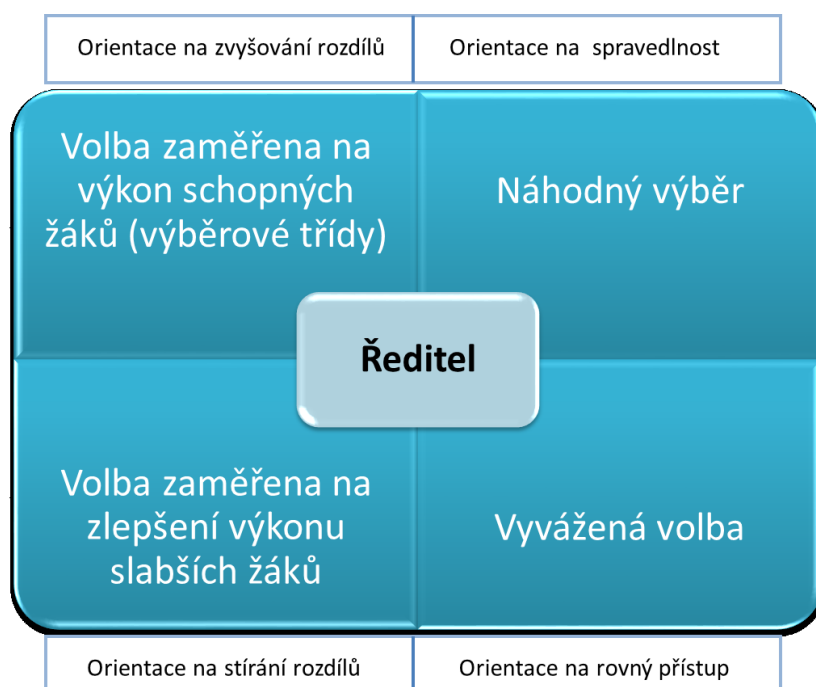 Orientace na zvyšování rozdílů
Orientace na  spravedlnost
Volba zaměřena na
výkon schopných
žáků (výběrové třídy)
Náhodný výběr
Ředitel
Volba zaměřena na
zlepšení výkonu
slabších žáků
Vyvážená volba
Orientace na stírání rozdílů
Orientace na rovný přístup